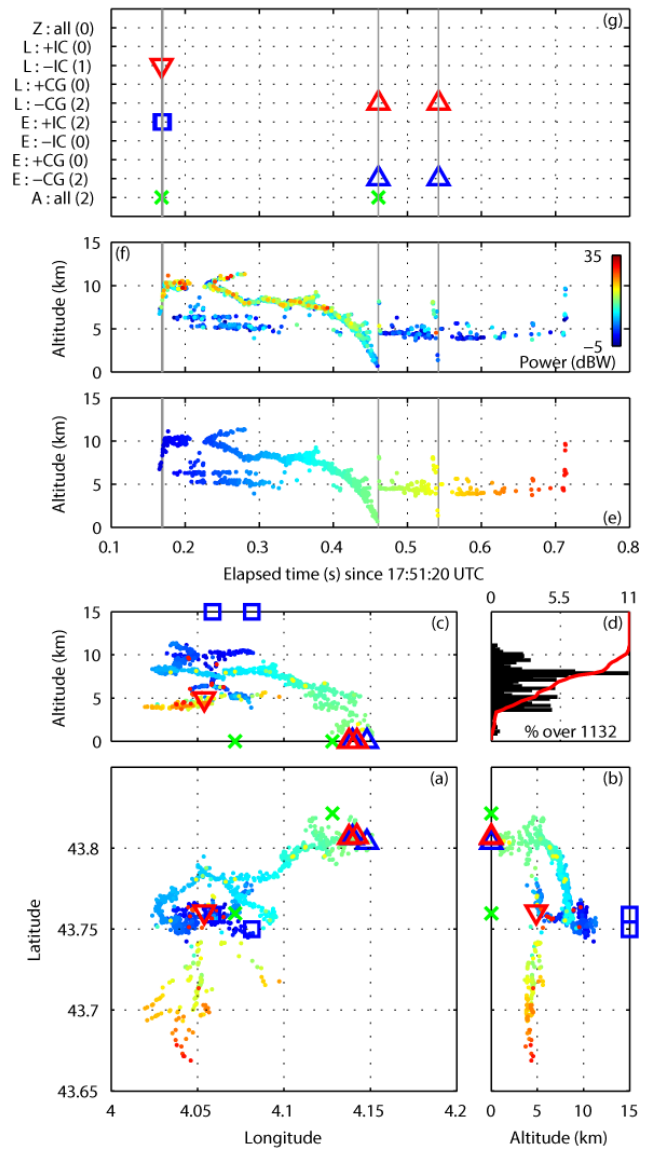 (g)
Z : all (0)
L : +IC (0)
L : −IC (1)
L : +CG (0)
L : −CG (2)
E : +IC (2)
E : −IC (0)
E : +CG (0)
E : −CG (2)
A : all (2)
(f)
15
10
5
0
Altitude (km)
35
−5
Power (dBW)
15
10
5
0
Altitude (km)
(e)
0.1 0.2 0.3 0.4 0.5 0.6 0.7 0.8
Elapsed time (s) since 17:51:20 UTC
0 5.5 11
15
10
5
0
Altitude (km)
(c)
(d)
% over 1132
(a)
(b)
43.8
43.75
43.7
43.65
Latitude
4 4.05 4.1 4.15 4.2
0 5 10 15
Longitude
Altitude (km)